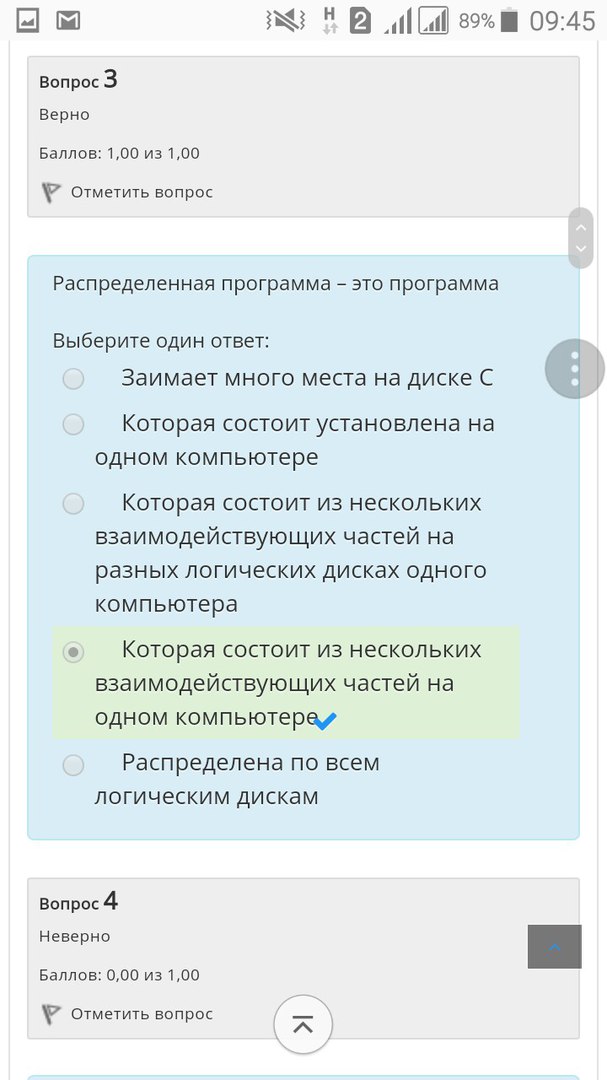 H 2 89% 09:45
Вопрос 3
Верно
Баллов: 1,00 из 1,00
Отметить вопрос
Распределенная программа – это программа
Выберите один ответ:
Заимает много места на диске С
Которая состоит установлена на
одном компьютере
Которая состоит из нескольких
взаимодействующих частей на
разных логических дисках одного
компьютера
Которая состоит из нескольких
взаимодействующих частей на
одном компьютере
Распределена по всем
логическим дискам
Вопрос 4
Неверно
Баллов: 0,00 из 1,00
Отметить вопрос